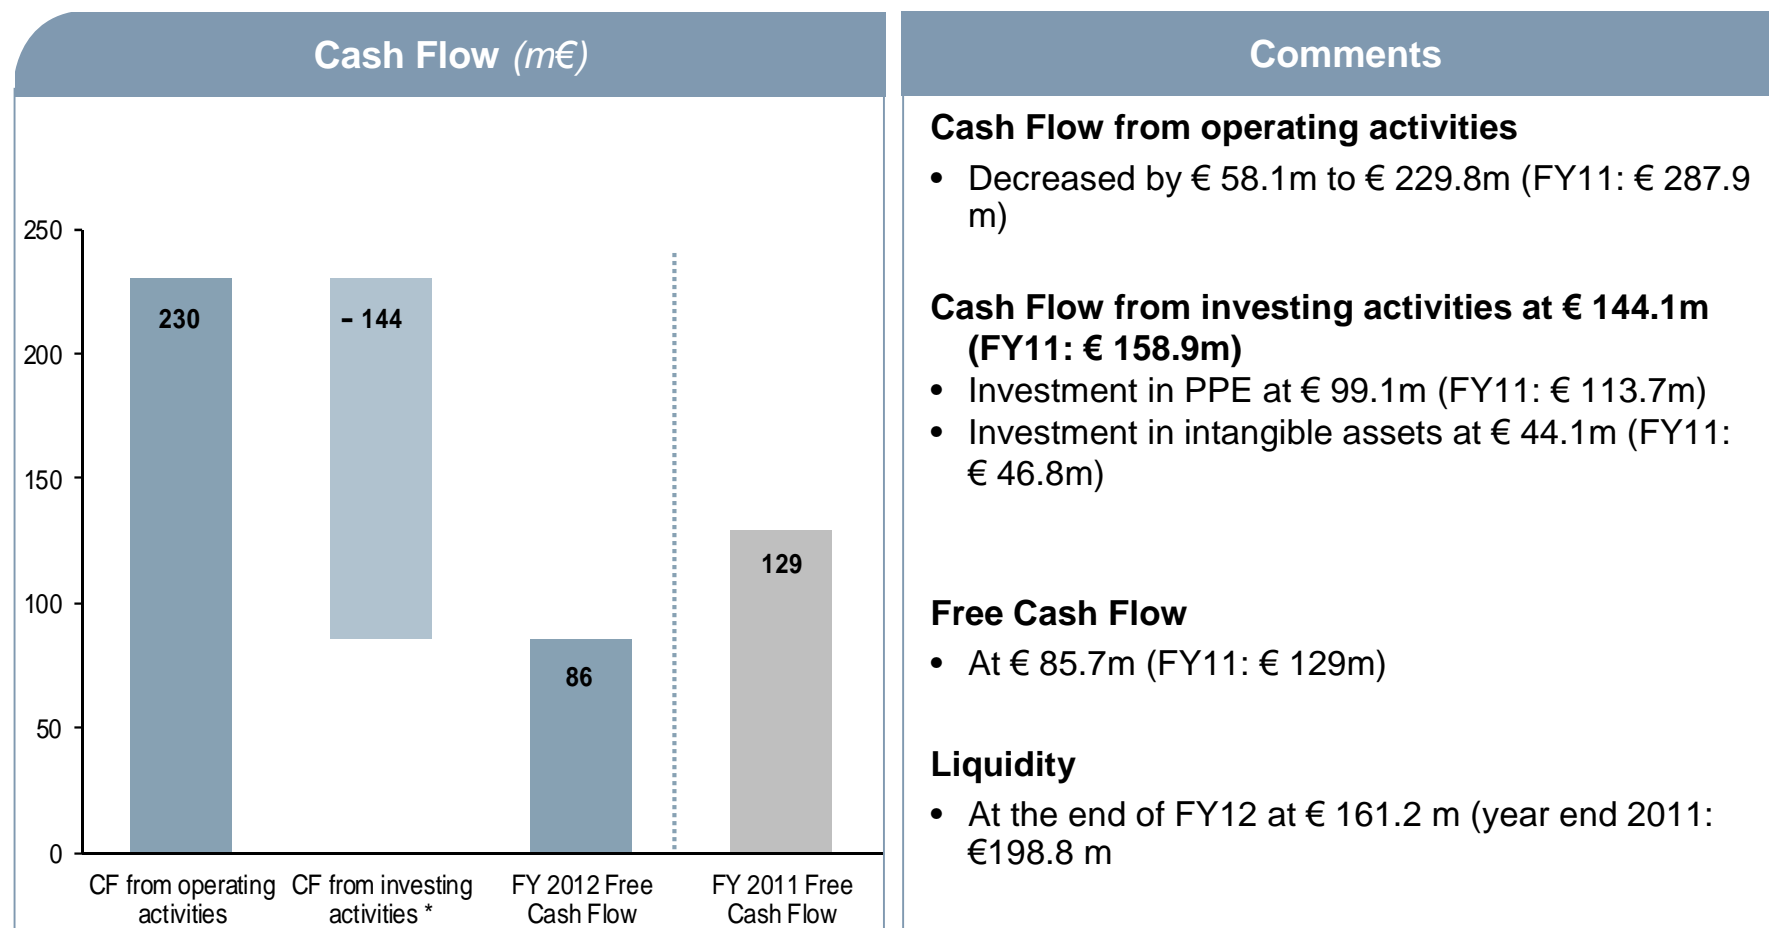 Cash Flow (m€)
250
200
150
100
50
0
230
– 144
86
129
CF from operating
activities
CF from investing
activities *
FY 2012 Free
Cash Flow
FY 2011 Free
Cash Flow
Comments
Cash Flow from operating activities
• Decreased by € 58.1m to € 229.8m (FY11: € 287.9
m)
Cash Flow from investing activities at € 144.1m
(FY11: € 158.9m)
• Investment in PPE at € 99.1m (FY11: € 113.7m)
• Investment in intangible assets at € 44.1m (FY11:
€ 46.8m)
Free Cash Flow
• At € 85.7m (FY11: € 129m)
Liquidity
• At the end of FY12 at € 161.2 m (year end 2011:
€198.8 m